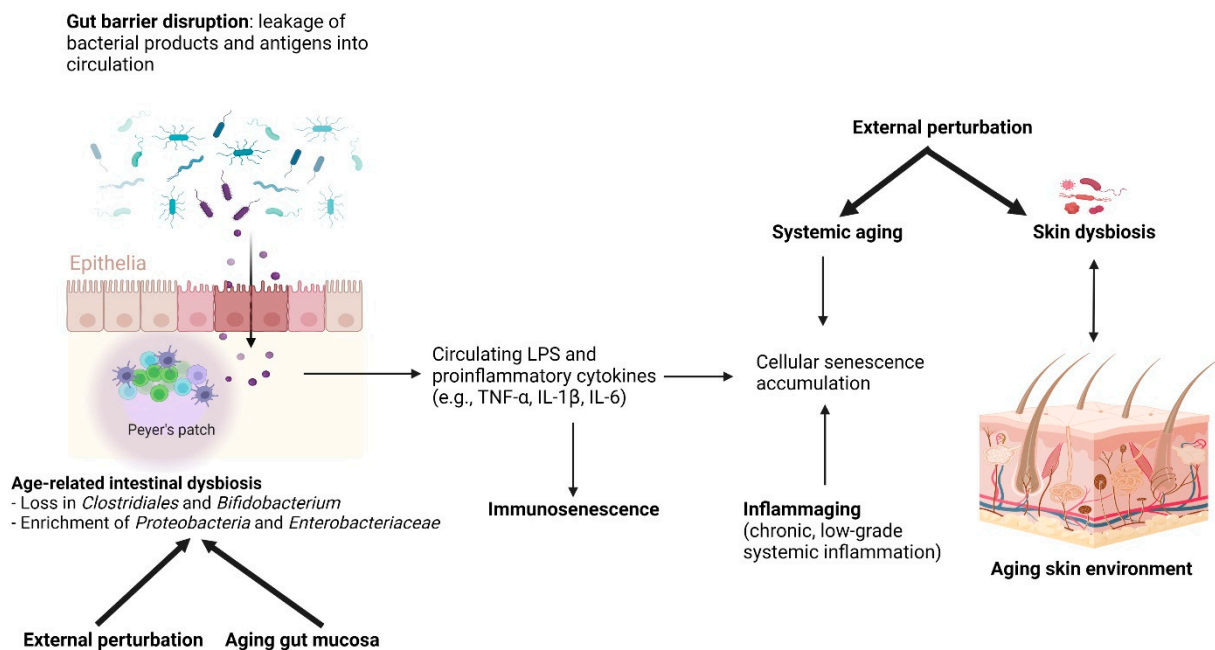 Gut barrier disruption: leakage of
bacterial products and antigens into
circulation
Epithelia
Peyer's patch
Age-related intestinal dysbiosis
- Loss in Clostridiales and Bifidobacterium
- Enrichment of Proteobacteria and Enterobacteriaceae
External perturbation
Aging gut mucosa
Circulating LPS and
proinflammatory cytokines
(e.g., TNF-α, IL-1β, IL-6)
Immunosenescence
External perturbation
Systemic aging
Skin dysbiosis
Cellular senescence
accumulation
Inflammaging
(chronic, low-grade
systemic inflammation)
Aging skin environment